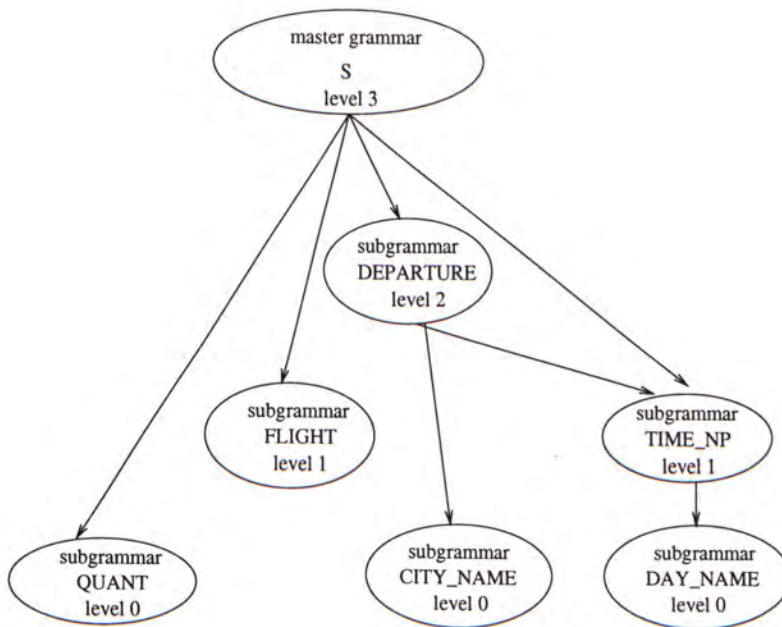 master grammar
S
level 3
subgrammar
DEPARTURE
level 2
subgrammar
FLIGHT
level 1
subgrammar
TIME_NP
level 1
subgrammar
QUANT
level 0
subgrammar
CITY_NAME
level 0
subgrammar
DAY_NAME
level 0